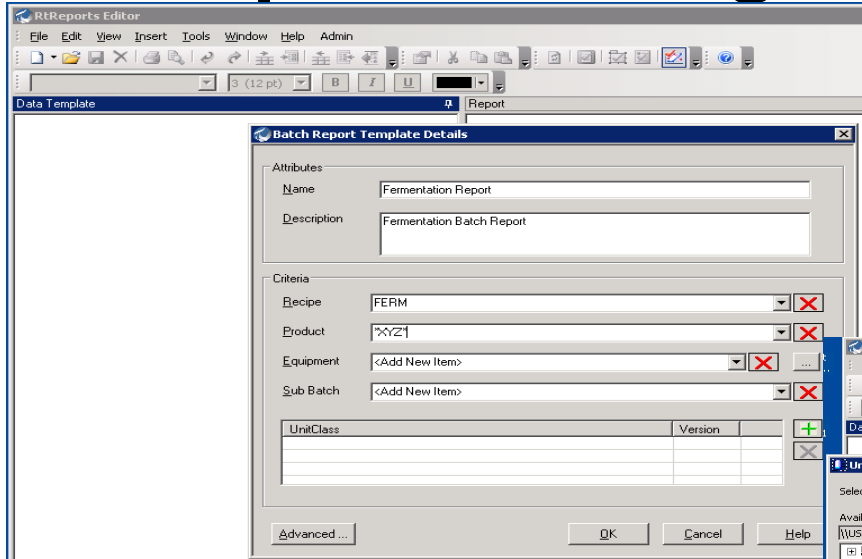 RtReports Editor
File Edit View Insert Tools Window Help Admin
3 (12 pt) B I U
Data Template
Report
Batch Report Template Details
Attributes
Name Fermentation Report
Description Fermentation Batch Report
Criteria
Recipe FERM
Product "XYZ"
Equipment <Add New Item> ...
Sub Batch <Add New Item>
UnitClass Version
Advanced ... OK Cancel Help